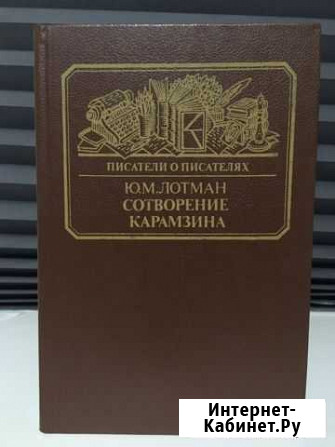 ПИСАТЕЛИ О ПИСАТЕЛЯХ
Ю.М.ЛОТМАН
СОТВОРЕНИЕ
КАРАМЗИНА
Интернет-
Кабинет.Ру